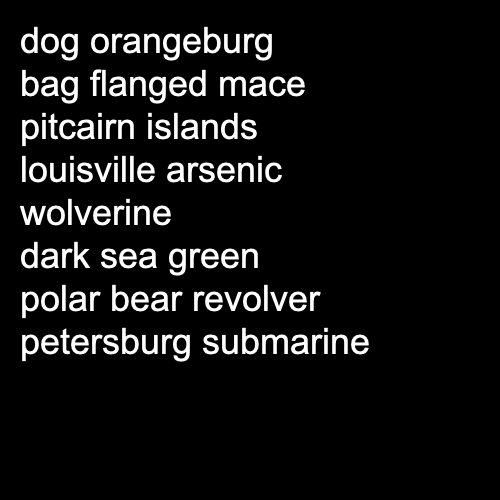 dog orangeburg
bag flanged mace
pitcairn islands
louisville arsenic
wolverine
dark sea green
polar bear revolver
petersburg submarine